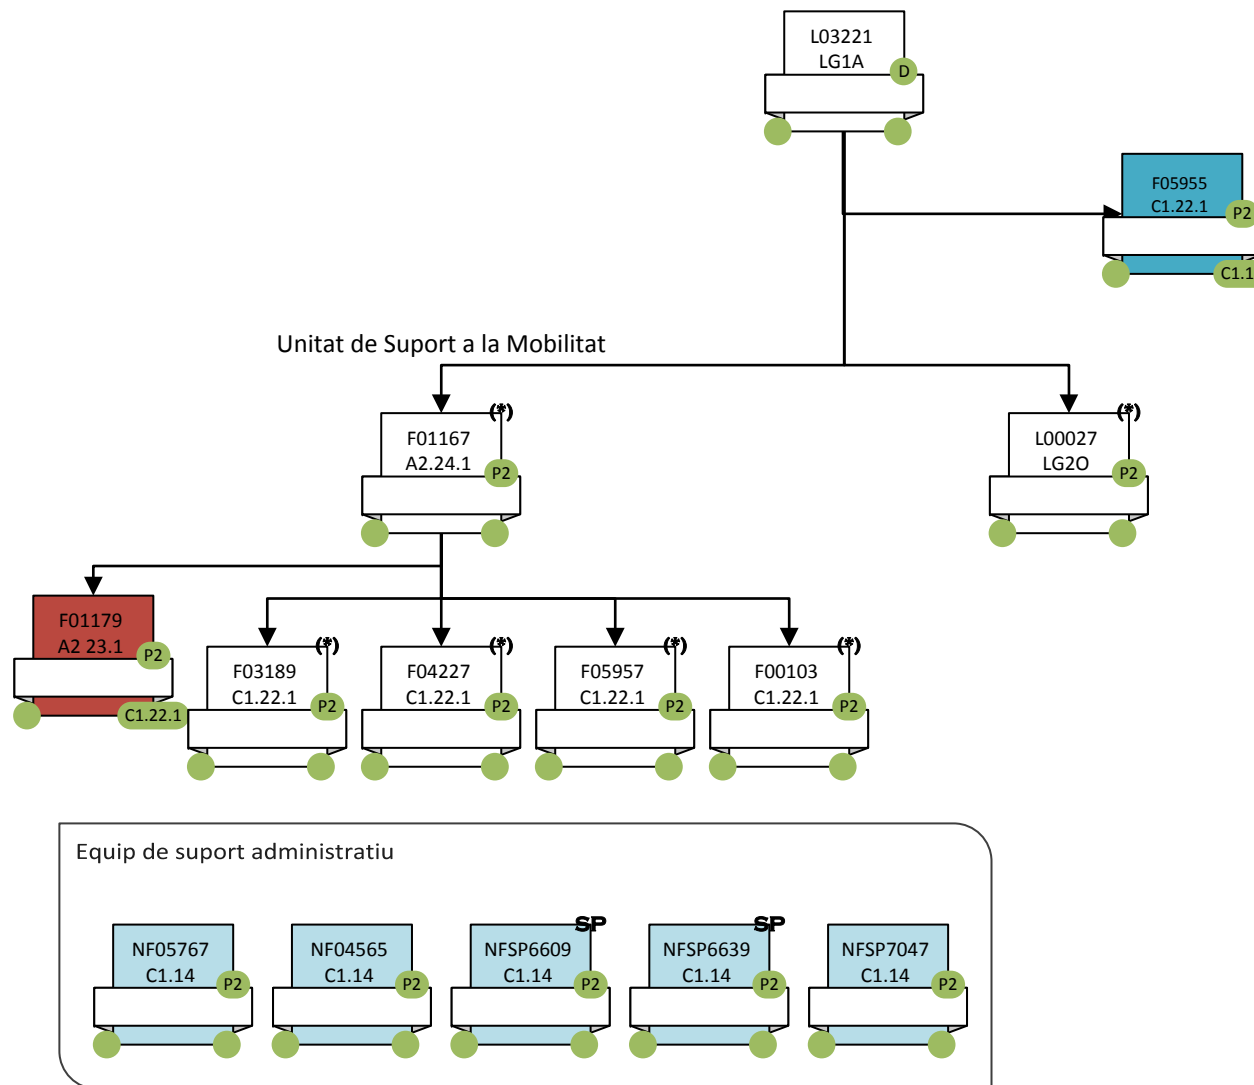 L03221
LG1A
D
F05955
C1.22.1
P2
C1.1
Unitat de Suport a la Mobilitat
(*)
F01167
A2.24.1
P2
(*)
L00027
LG2O
P2
F01179
A2 23.1
P2
C1.22.1
(*)
F03189
C1.22.1
P2
(*)
F04227
C1.22.1
P2
(*)
F05957
C1.22.1
P2
(*)
F00103
C1.22.1
P2
Equip de suport administratiu
NF05767
C1.14
P2
NF04565
C1.14
P2
SP
NFSP6609
C1.14
P2
SP
NFSP6639
C1.14
P2
NFSP7047
C1.14
P2